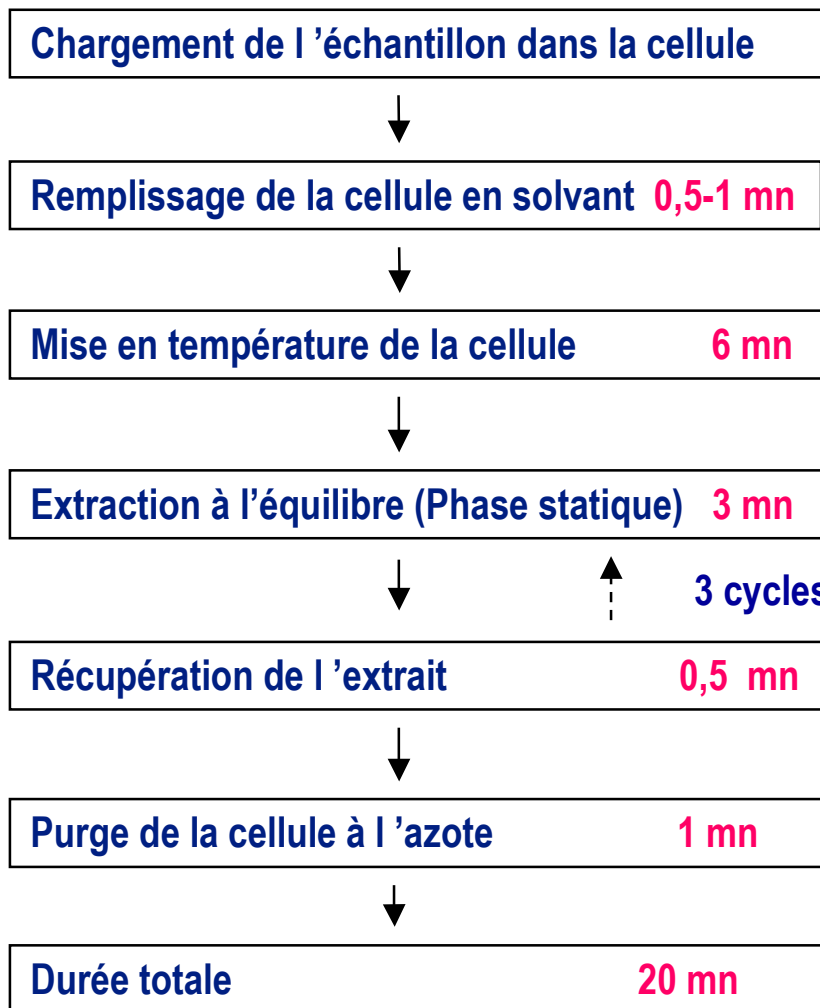 Chargement de l ’échantillon dans la cellule
Remplissage de la cellule en solvant 0,5-1 mn
Mise en température de la cellule 6 mn
Extraction à l’équilibre (Phase statique) 3 mn
3 cycles
Récupération de l ’extrait 0,5 mn
Purge de la cellule à l ’azote 1 mn
Durée totale 20 mn